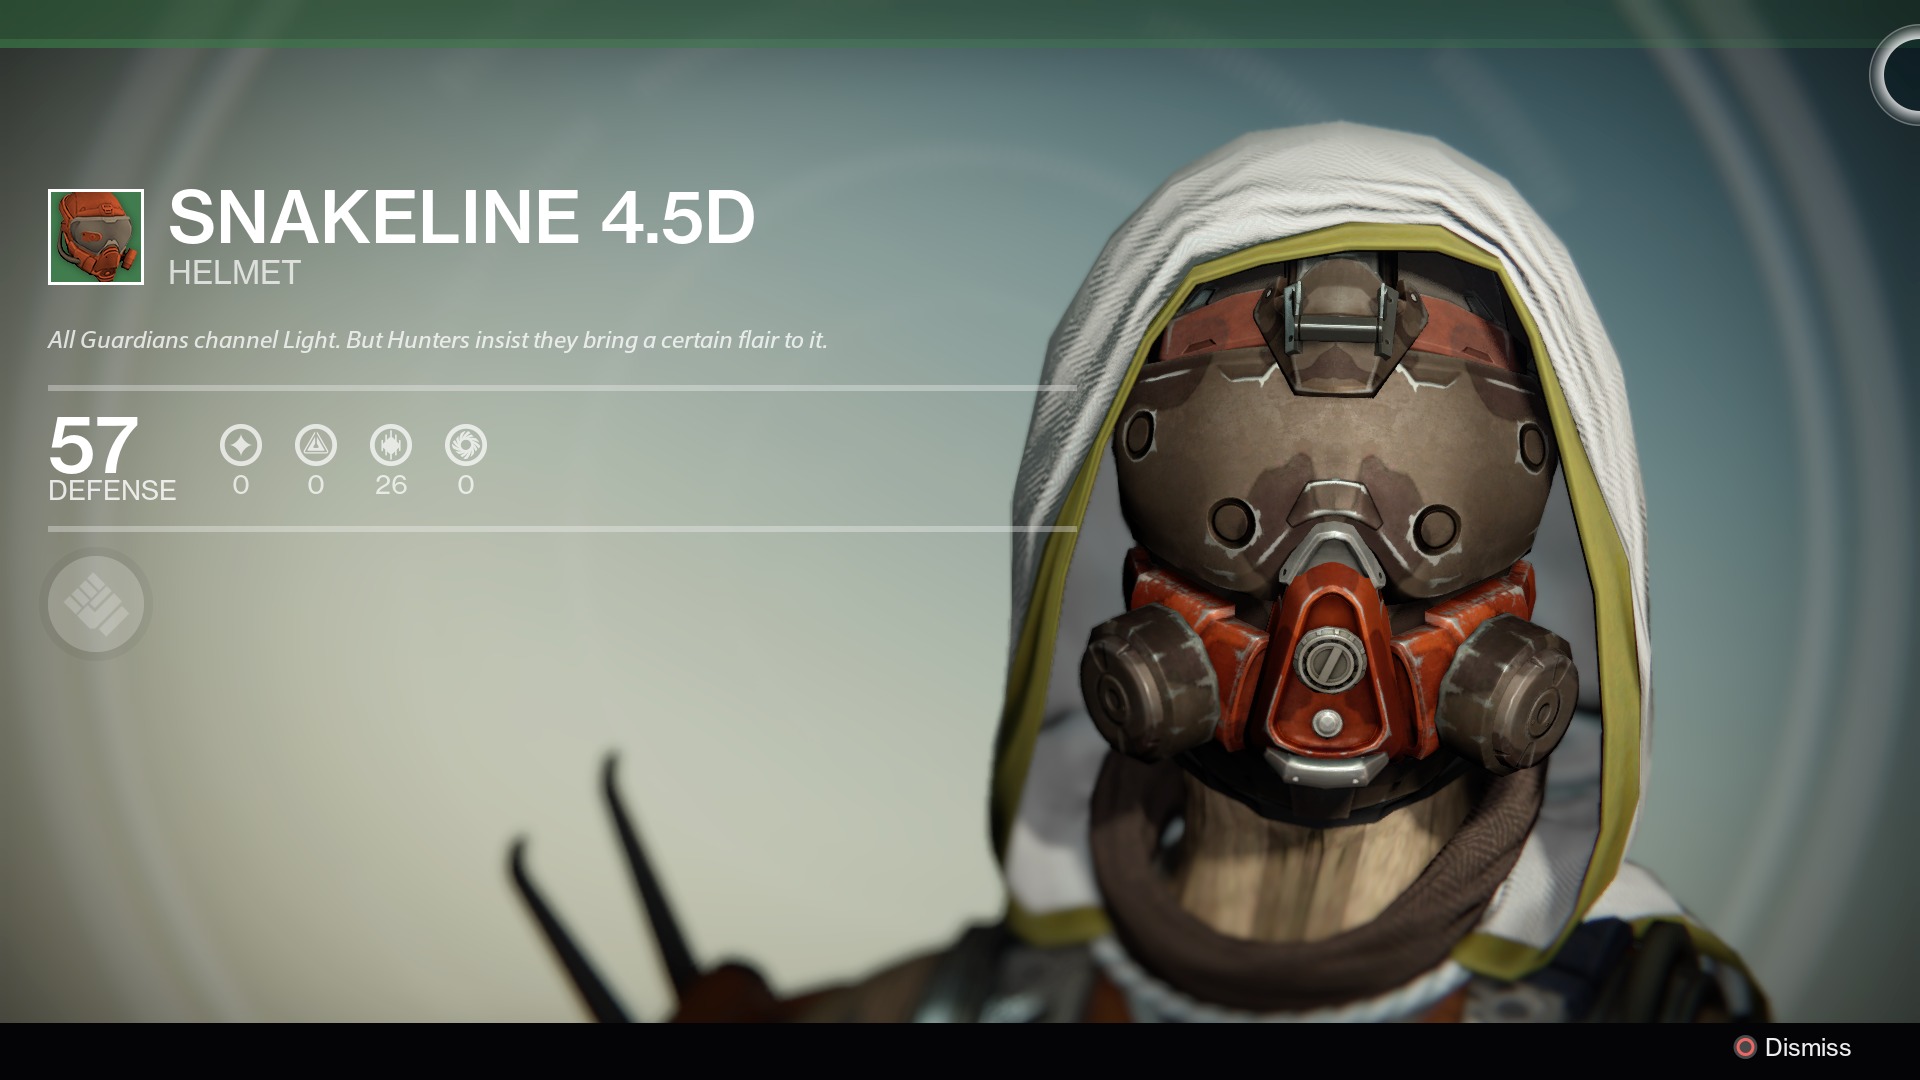 SNAKELINE 4.5D
HELMET
All Guardians channel Light. But Hunters insist they bring a certain flair to it.
57
DEFENSE
0 0 26 0
Dismiss